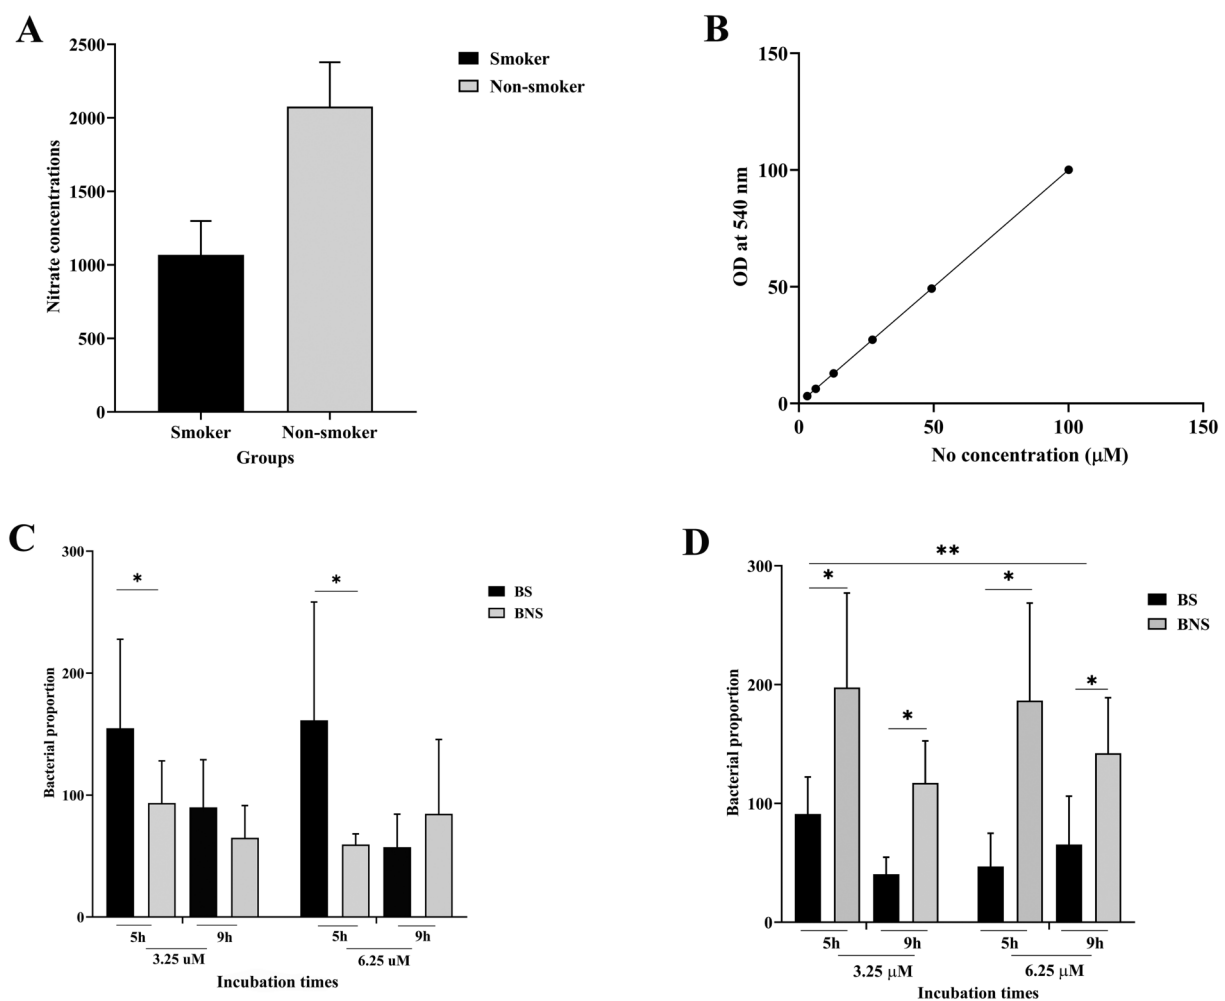 A
2500
2000
1500
1000
500
0
Nitrate concentrations
Smoker
Non-smoker
Smoker Non-smoker
Groups
B
150
100
50
0
OD at 540 nm
0 50 100 150
No concentration (μM)
C
300
200
100
0
Bacterial proportion
*
*
BS
BNS
5h 9h 5h 9h
3.25 uM 6.25 uM
Incubation times
D
300
200
100
0
Bacterial proportion
**
* *
* *
BS
BNS
5h 9h 5h 9h
3.25 μM 6.25 μM
Incubation times